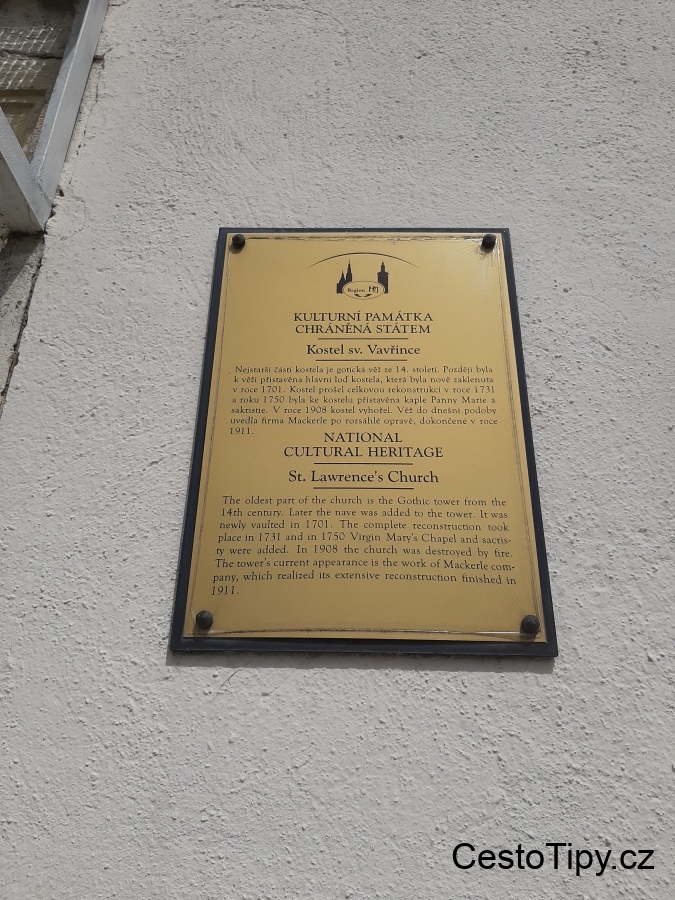 Region
KULTURNÍ PAMÁTKA
CHRÁNĚNÁ STÁTEM
Kostel sv. Vavřince
Nejstarší částí kostela je gotická věž ze 14. století. Později byla
k věži přistavěna hlavní loď kostela, která byla nově zaklenuta
v roce 1701. Kostel prošel celkovou rekonstrukcí v roce 1731
a roku 1750 byla ke kostelu přistavěna kaple Panny Marie a
sakristie. V roce 1908 kostel vyhořel. Věž do dnešní podoby
uvedla firma Mackerle po rozsáhlé opravě, dokončené v roce
1911.
NATIONAL
CULTURAL HERITAGE
St. Lawrence's Church
The oldest part of the church is the Gothic tower from the
14th century. Later the nave was added to the tower. It was
newly vaulted in 1701. The complete reconstruction took
place in 1731 and in 1750 Virgin Mary's Chapel and sacris-
ty were added. In 1908 the church was destroyed by fire.
The tower's current appearance is the work of Mackerle com-
pany, which realized its extensive reconstruction finished in
1911.
CestoTipy.cz